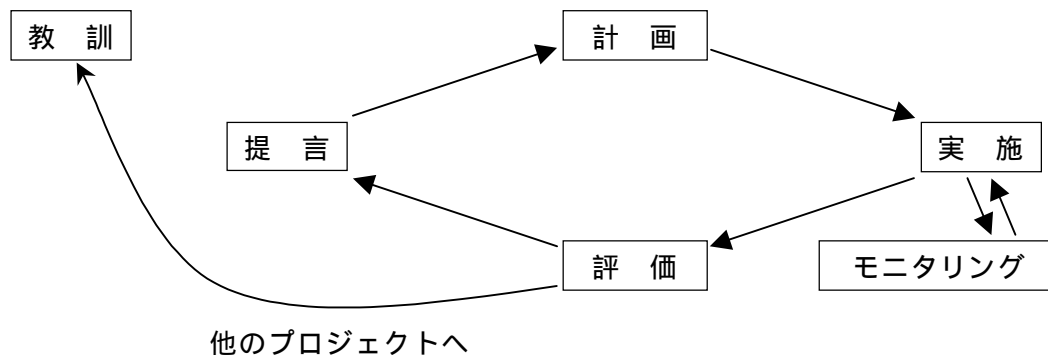 教　訓
計　画
提　言
実　施
評　価
モニタリング
他のプロジェクトへ